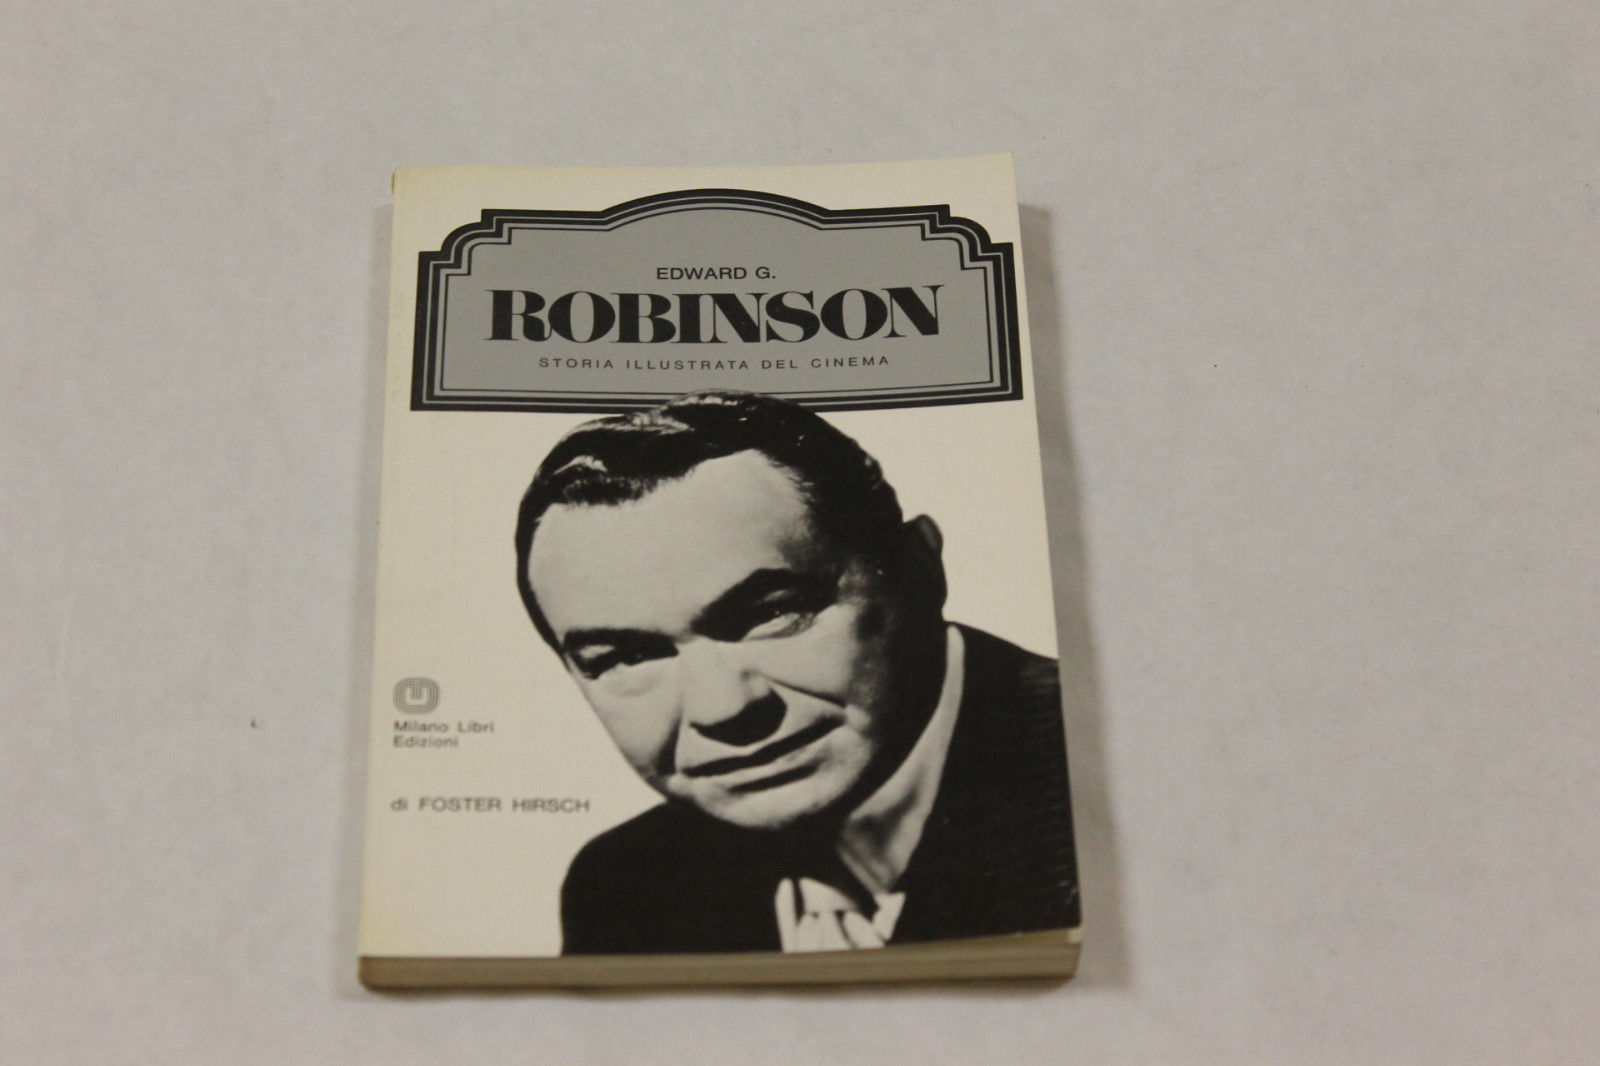 EDWARD G.
ROBINSON
STORIA ILLUSTRATA DEL CINEMA
Milano Libri
Edizioni
di FOSTER HIRSCH